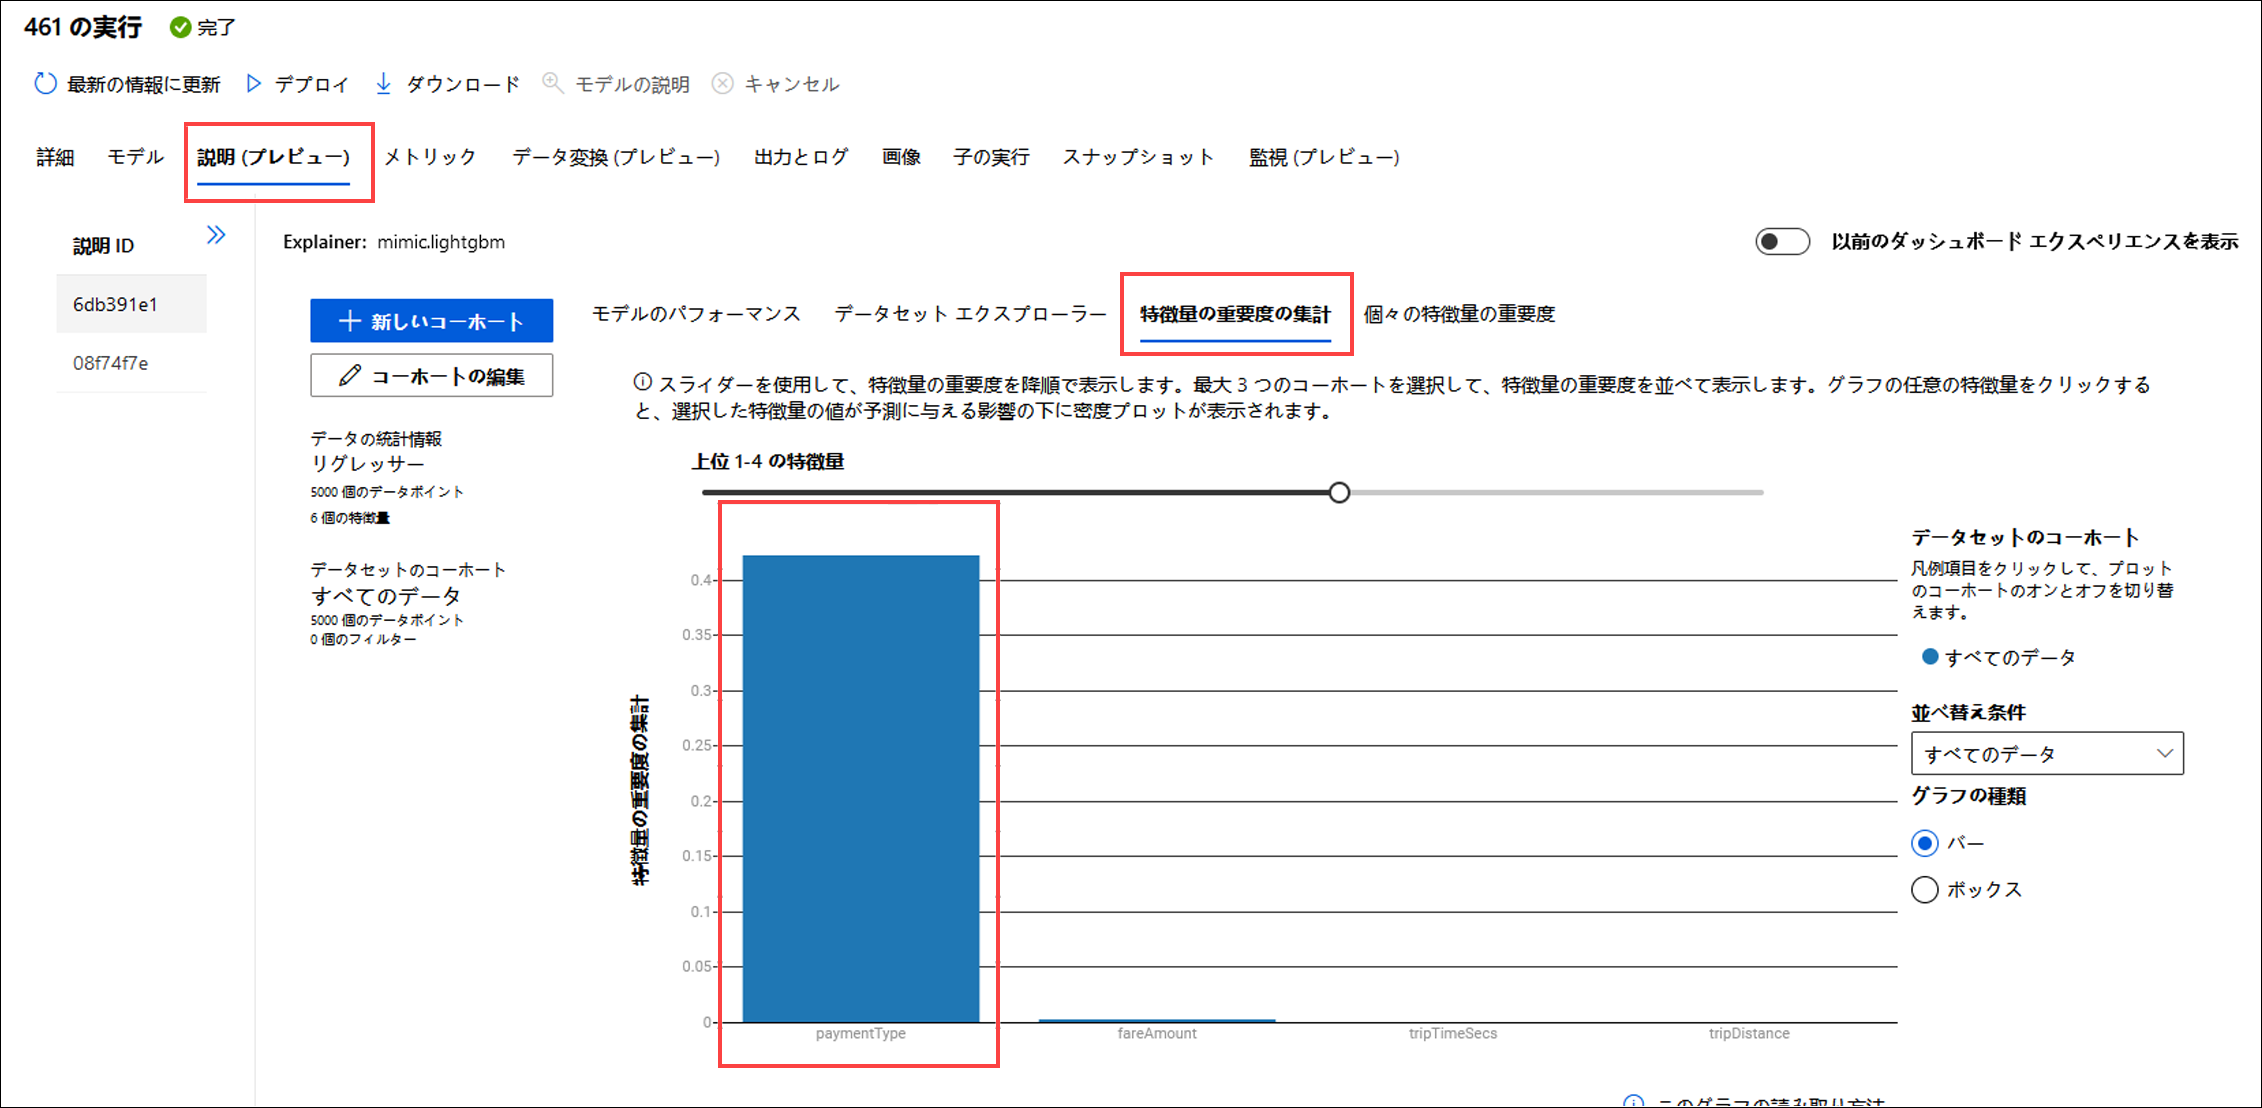 461 の実行 完了
最新の情報に更新 デプロイ ダウンロード モデルの説明 キャンセル
詳細 モデル 説明 (プレビュー) メトリック データ変換 (プレビュー) 出力とログ 画像 子の実行 スナップショット 監視 (プレビュー)
説明 ID
6db391e1
08f74f7e
Explainer: mimic.lightgbm
以前のダッシュボード エクスペリエンスを表示
新しいコーホート
コーホートの編集
データの統計情報
リグレッサー
5000 個のデータポイント
6 個の特徴量
データセットのコーホート
すべてのデータ
5000 個のデータポイント
0 個のフィルター
モデルのパフォーマンス データセット エクスプローラー 特徴量の重要度の集計 個々の特徴量の重要度
スライダーを使用して、特徴量の重要度を降順で表示します。最大 3 つのコーホートを選択して、特徴量の重要度を並べて表示します。グラフの任意の特徴量をクリックする
と、選択した特徴量の値が予測に与える影響の下に密度プロットが表示されます。
上位 1-4 の特徴量
特徴量の重要度の集計
0.4
0.35
0.3
0.25
0.2
0.15
0.1
0.05
0
paymentType fareAmount tripTimeSecs tripDistance
データセットのコーホート
凡例項目をクリックして、プロット
のコーホートのオンとオフを切り替
えます。
すべてのデータ
並べ替え条件
すべてのデータ
グラフの種類
バー
ボックス
このグラフの読み取り方法